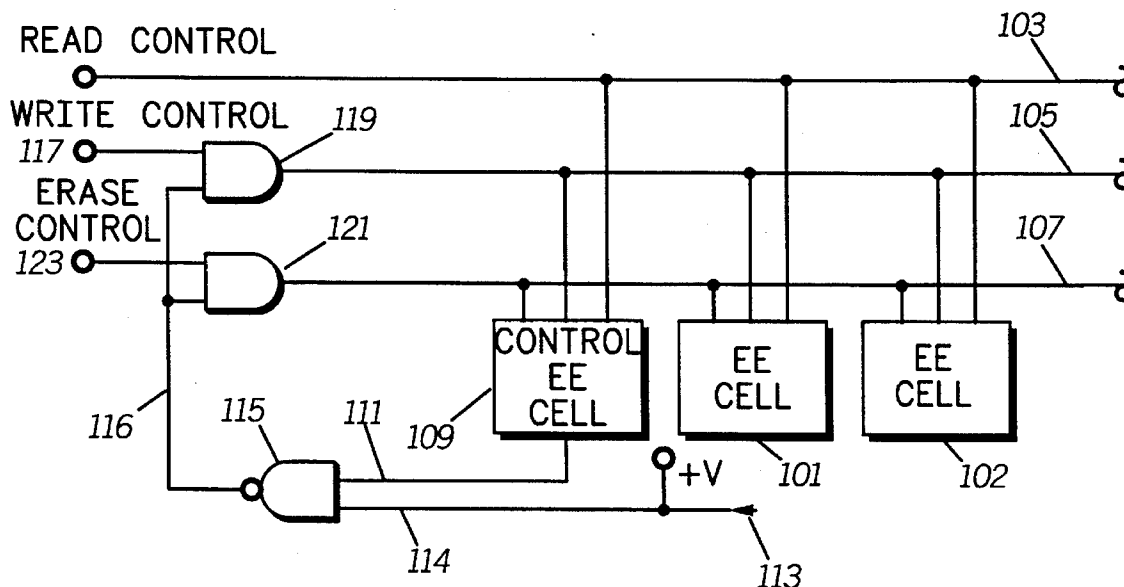 READ CONTROL
103
WRITE CONTROL
119
117
105
ERASE
CONTROL
121
123
107
CONTROL
EE
CELL
EE
CELL
EE
CELL
116
115
111
109
+V
101
102
114
113